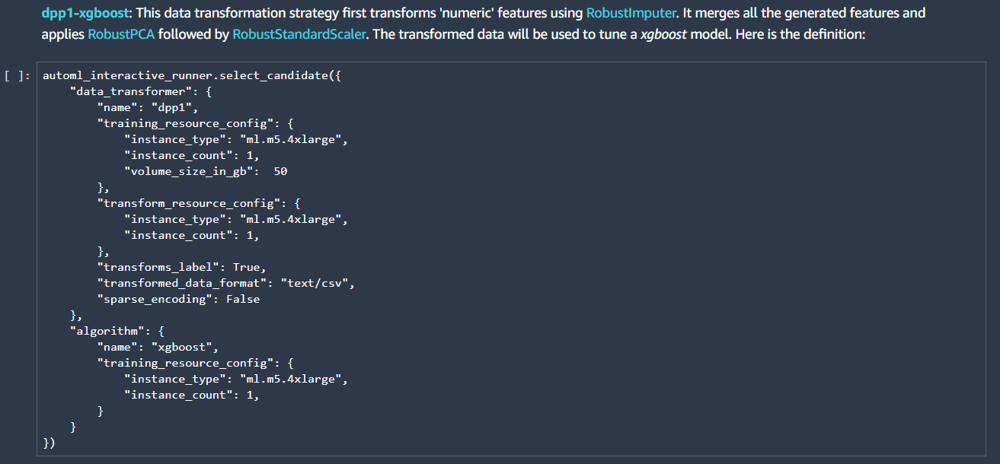 dpp1-xgboost: This data transformation strategy first transforms 'numeric' features using RobustImputer. It merges all the generated features and
applies RobustPCA followed by RobustStandardScaler. The transformed data will be used to tune a xgboost model. Here is the definition:
[ ]: automl_interactive_runner.select_candidate({
    "data_transformer": {
        "name": "dpp1",
        "training_resource_config": {
            "instance_type": "ml.m5.4xlarge",
            "instance_count": 1,
            "volume_size_in_gb":  50
        },
        "transform_resource_config": {
            "instance_type": "ml.m5.4xlarge",
            "instance_count": 1,
        },
        "transforms_label": True,
        "transformed_data_format": "text/csv",
        "sparse_encoding": False
    },
    "algorithm": {
        "name": "xgboost",
        "training_resource_config": {
            "instance_type": "ml.m5.4xlarge",
            "instance_count": 1,
        }
    }
})